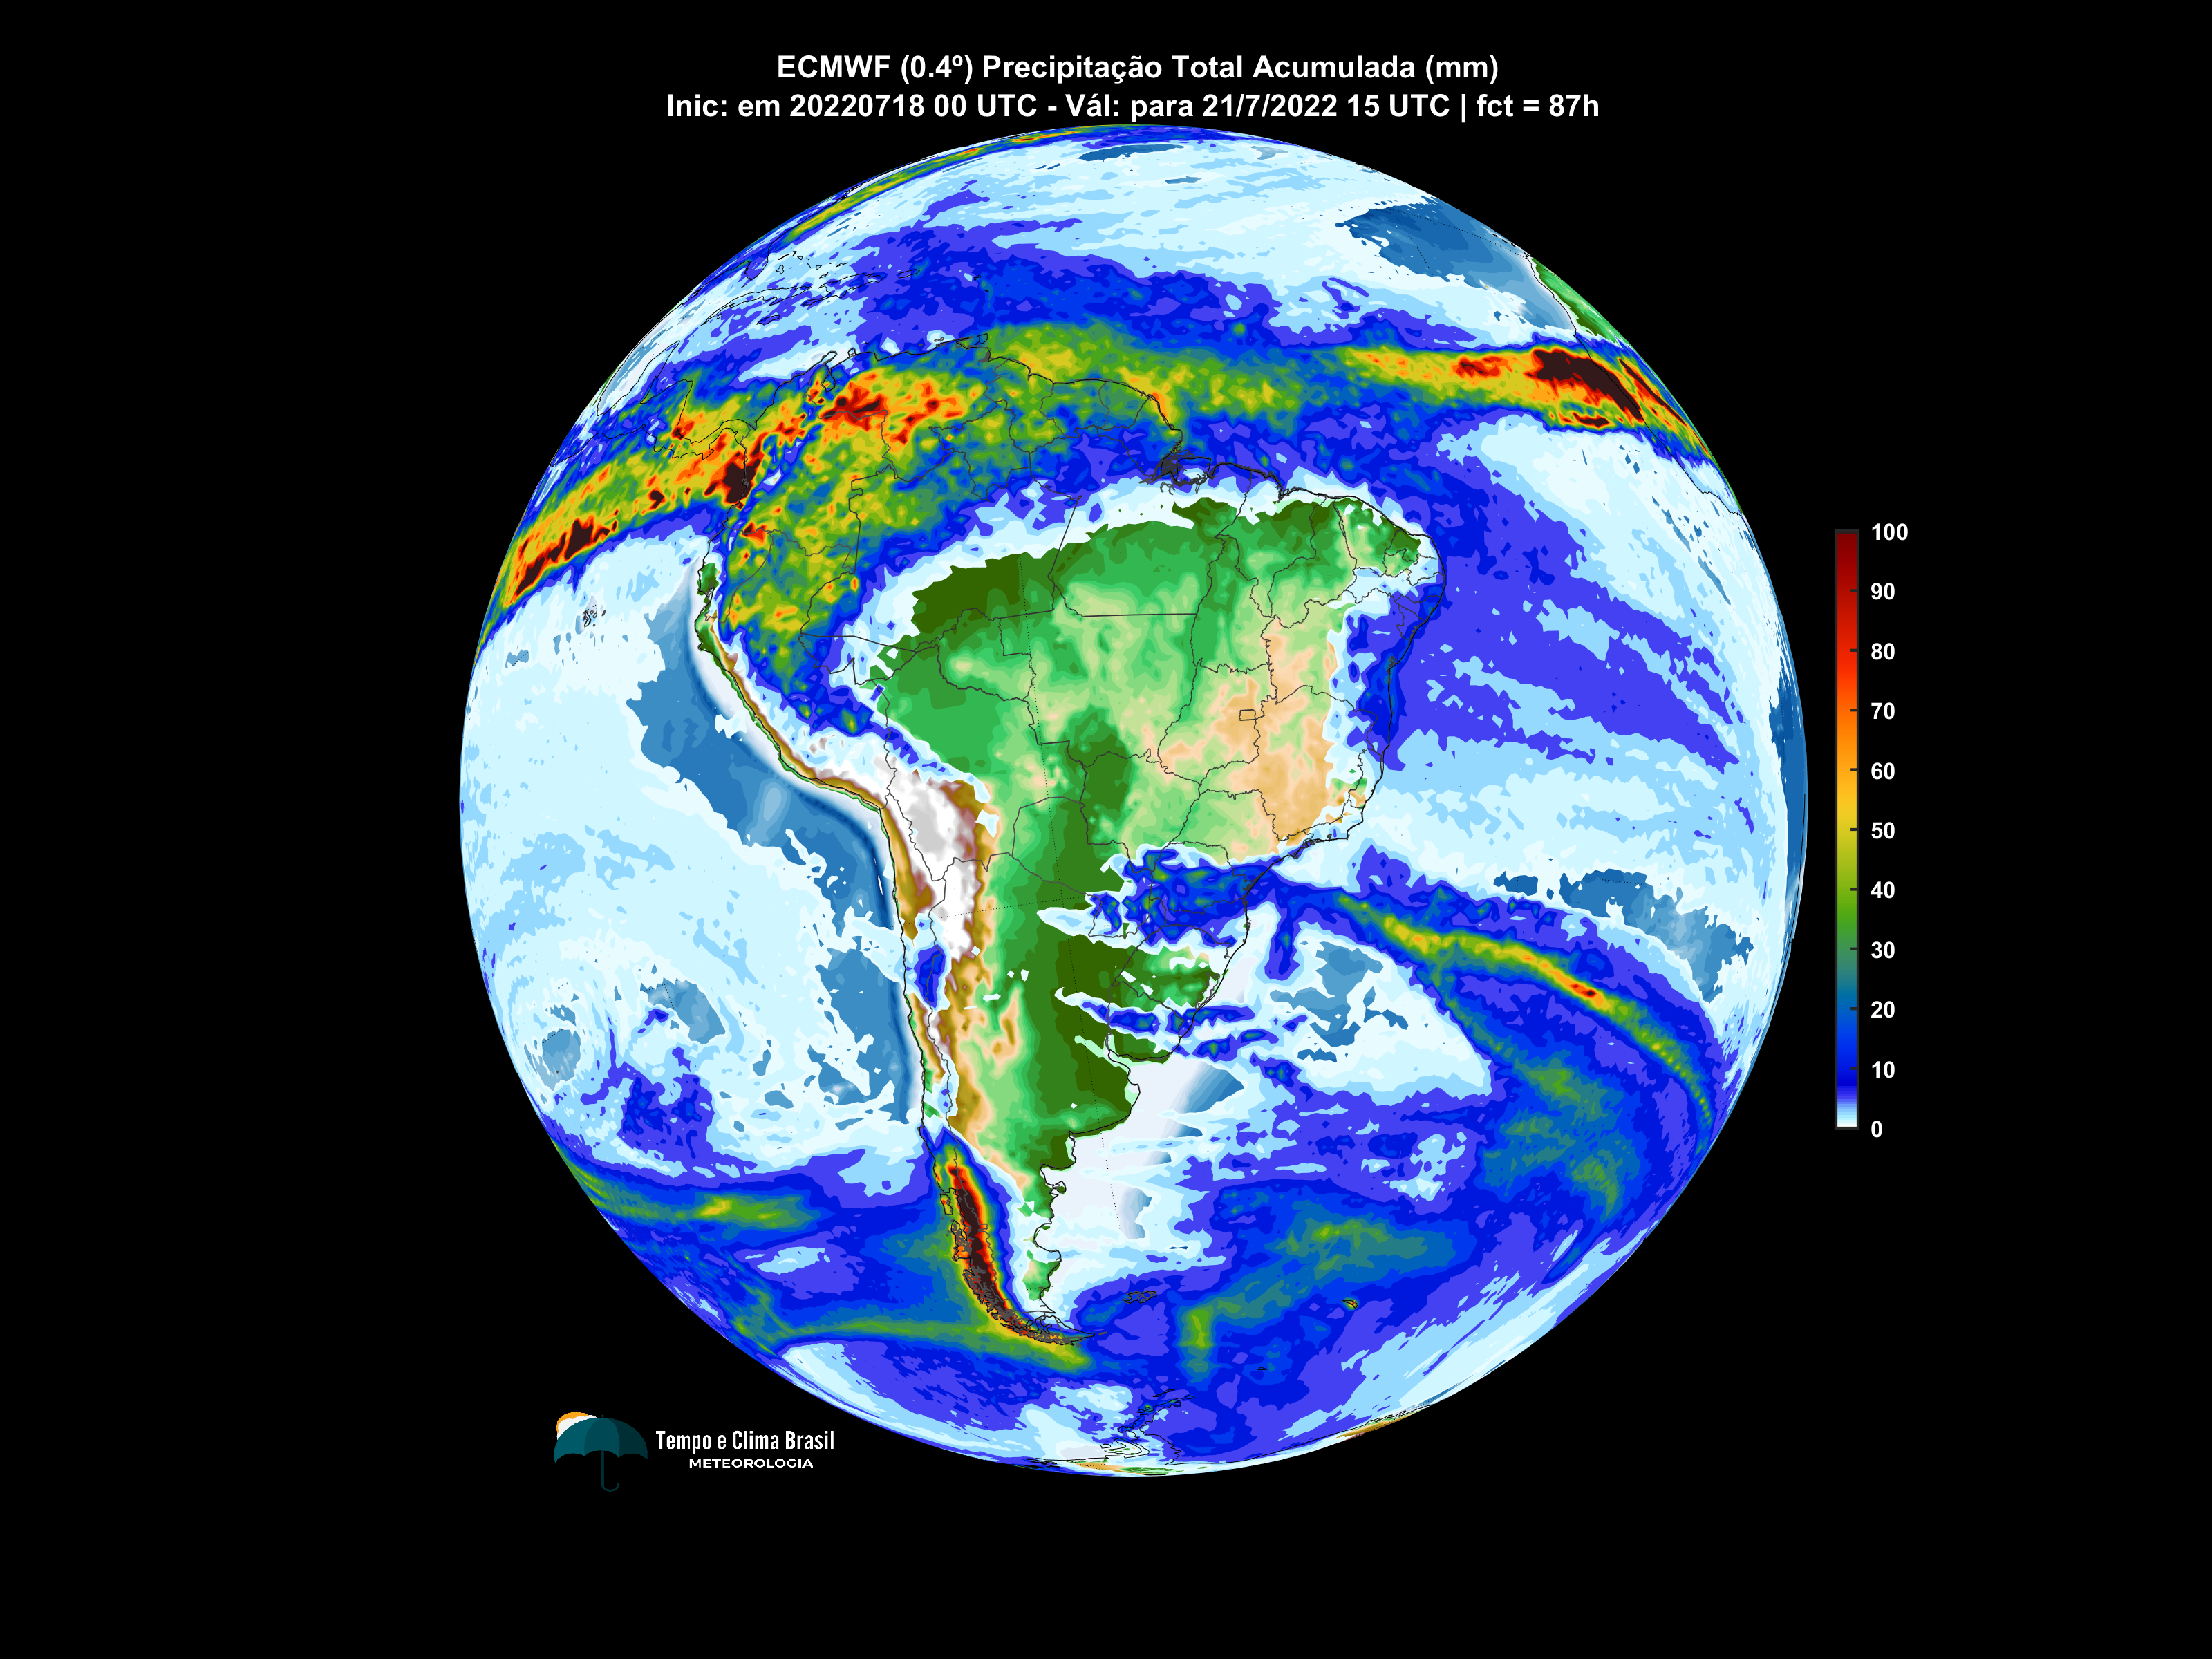 ECMWF (0.4º) Precipitação Total Acumulada (mm)
Inic: em 20220718 00 UTC - Vál: para 21/7/2022 15 UTC | fct = 87h
100
90
80
70
60
50
40
30
20
10
0
Tempo e Clima Brasil
METEOROLOGIA